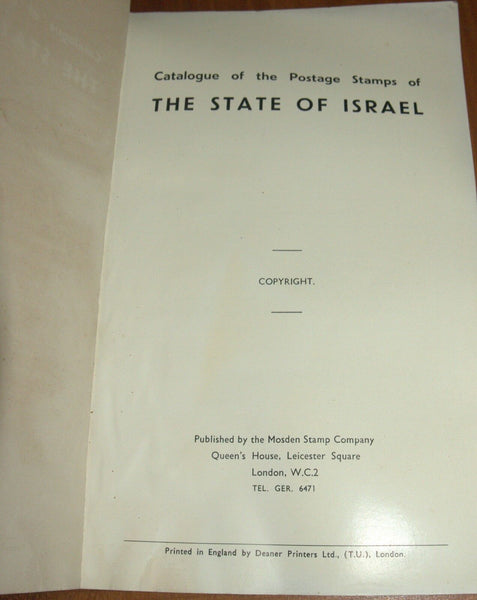 Catalogue of the Postage Stamps of
THE STATE OF ISRAEL
COPYRIGHT.
Published by the Mosden Stamp Company
Queen's House, Leicester Square
London, W.C.2
TEL. GER. 6471
Printed in England by Deaner Printers Ltd., (T.U.), London.